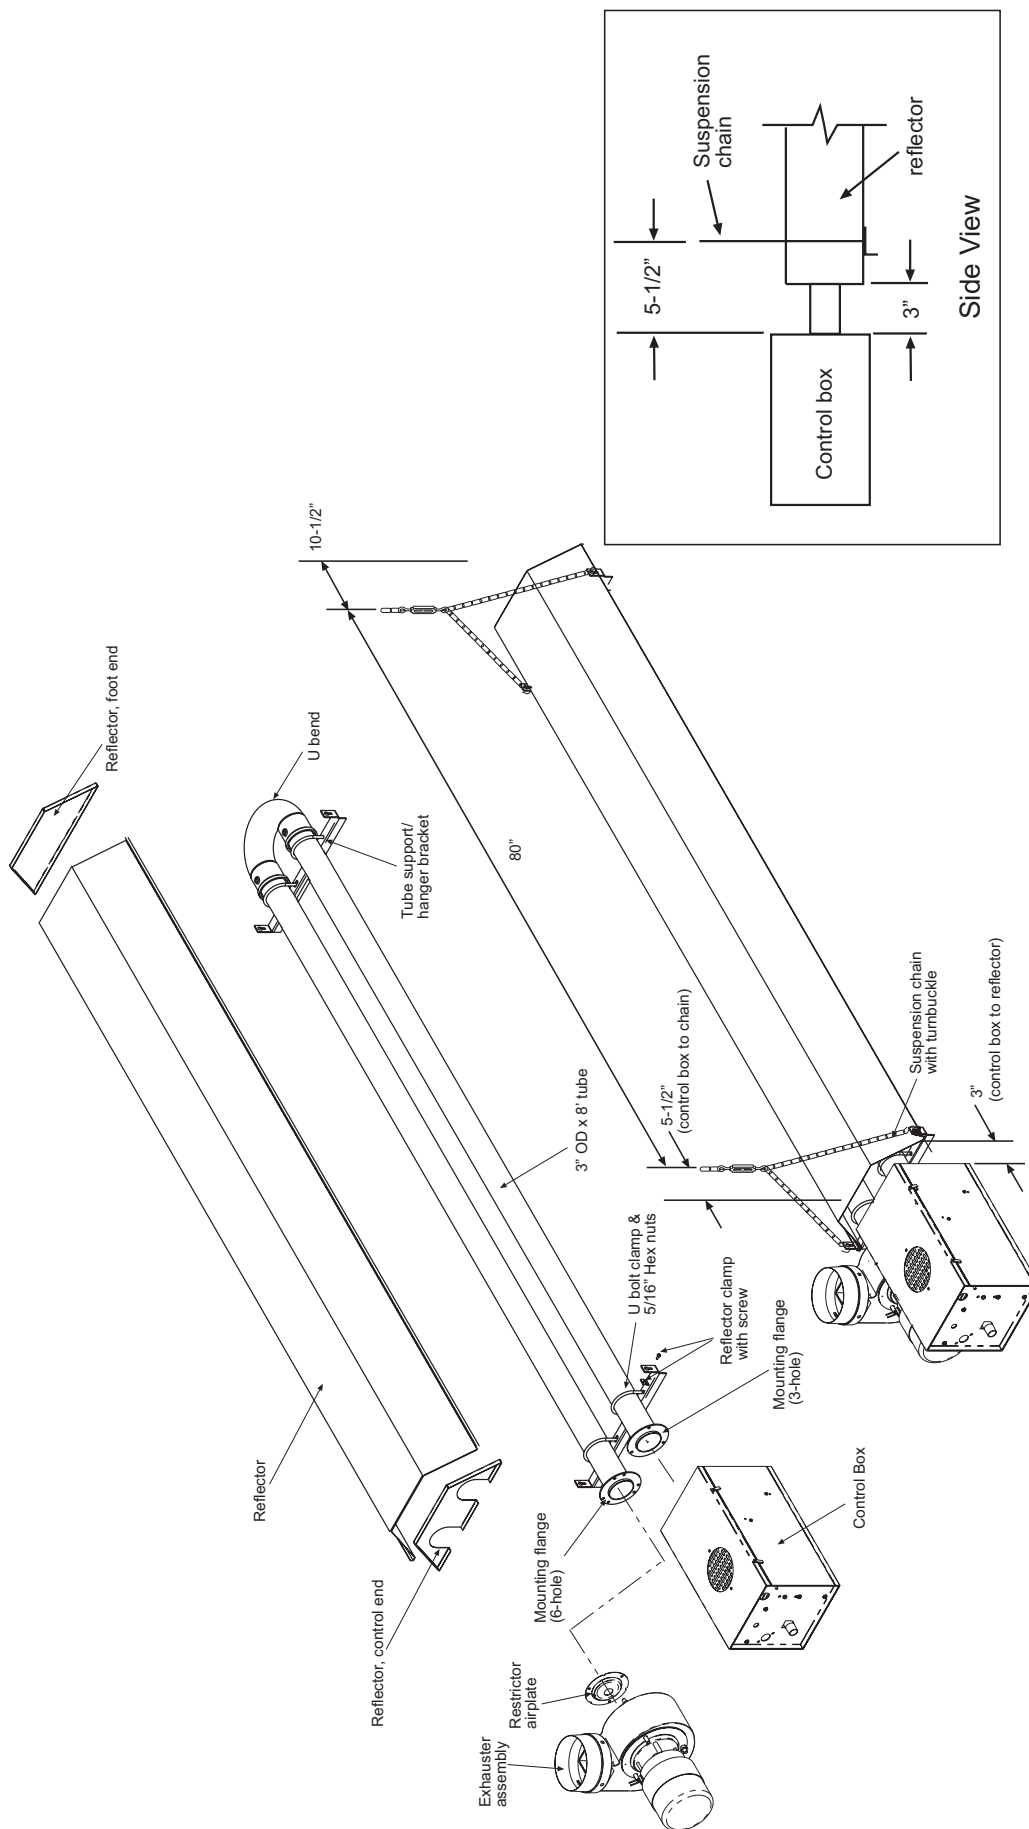 Reflector, foot end
U bend
Tube support/
hanger bracket
Reflector
3” OD x 8’ tube
Reflector, control end
U bolt clamp &
5/16” Hex nuts
Reflector clamp
with screw
Mounting flange
(3-hole)
Mounting flange
(6-hole)
Restrictor
airplate
Exhauster
assembly
Control Box
10-1/2”
80”
5-1/2”
(control box to chain)
Suspension chain
with turnbuckle
3”
(control box to reflector)
5-1/2”
Suspension
chain
Control box
3”
reflector
Side View